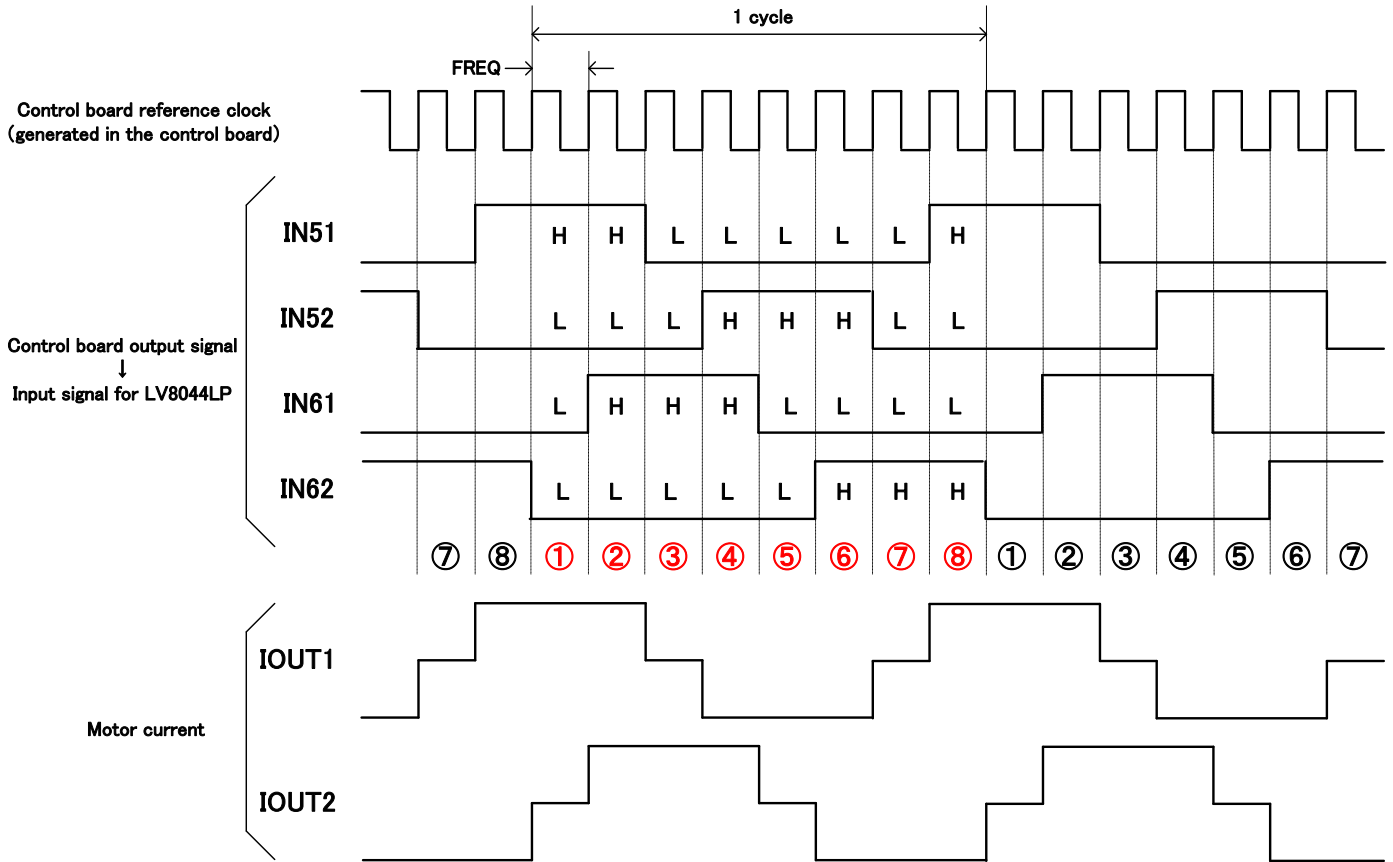 1 cycle
FREQ
Control board reference clock
(generated in the control board)
IN51
H H L L L L L H
IN52
L L L H H H L L
Control board output signal
↓
Input signal for LV8044LP
IN61
L H H H L L L L
IN62
L L L L L H H H
⑦ ⑧ ① ② ③ ④ ⑤ ⑥ ⑦ ⑧ ① ② ③ ④ ⑤ ⑥ ⑦
IOUT1
Motor current
IOUT2